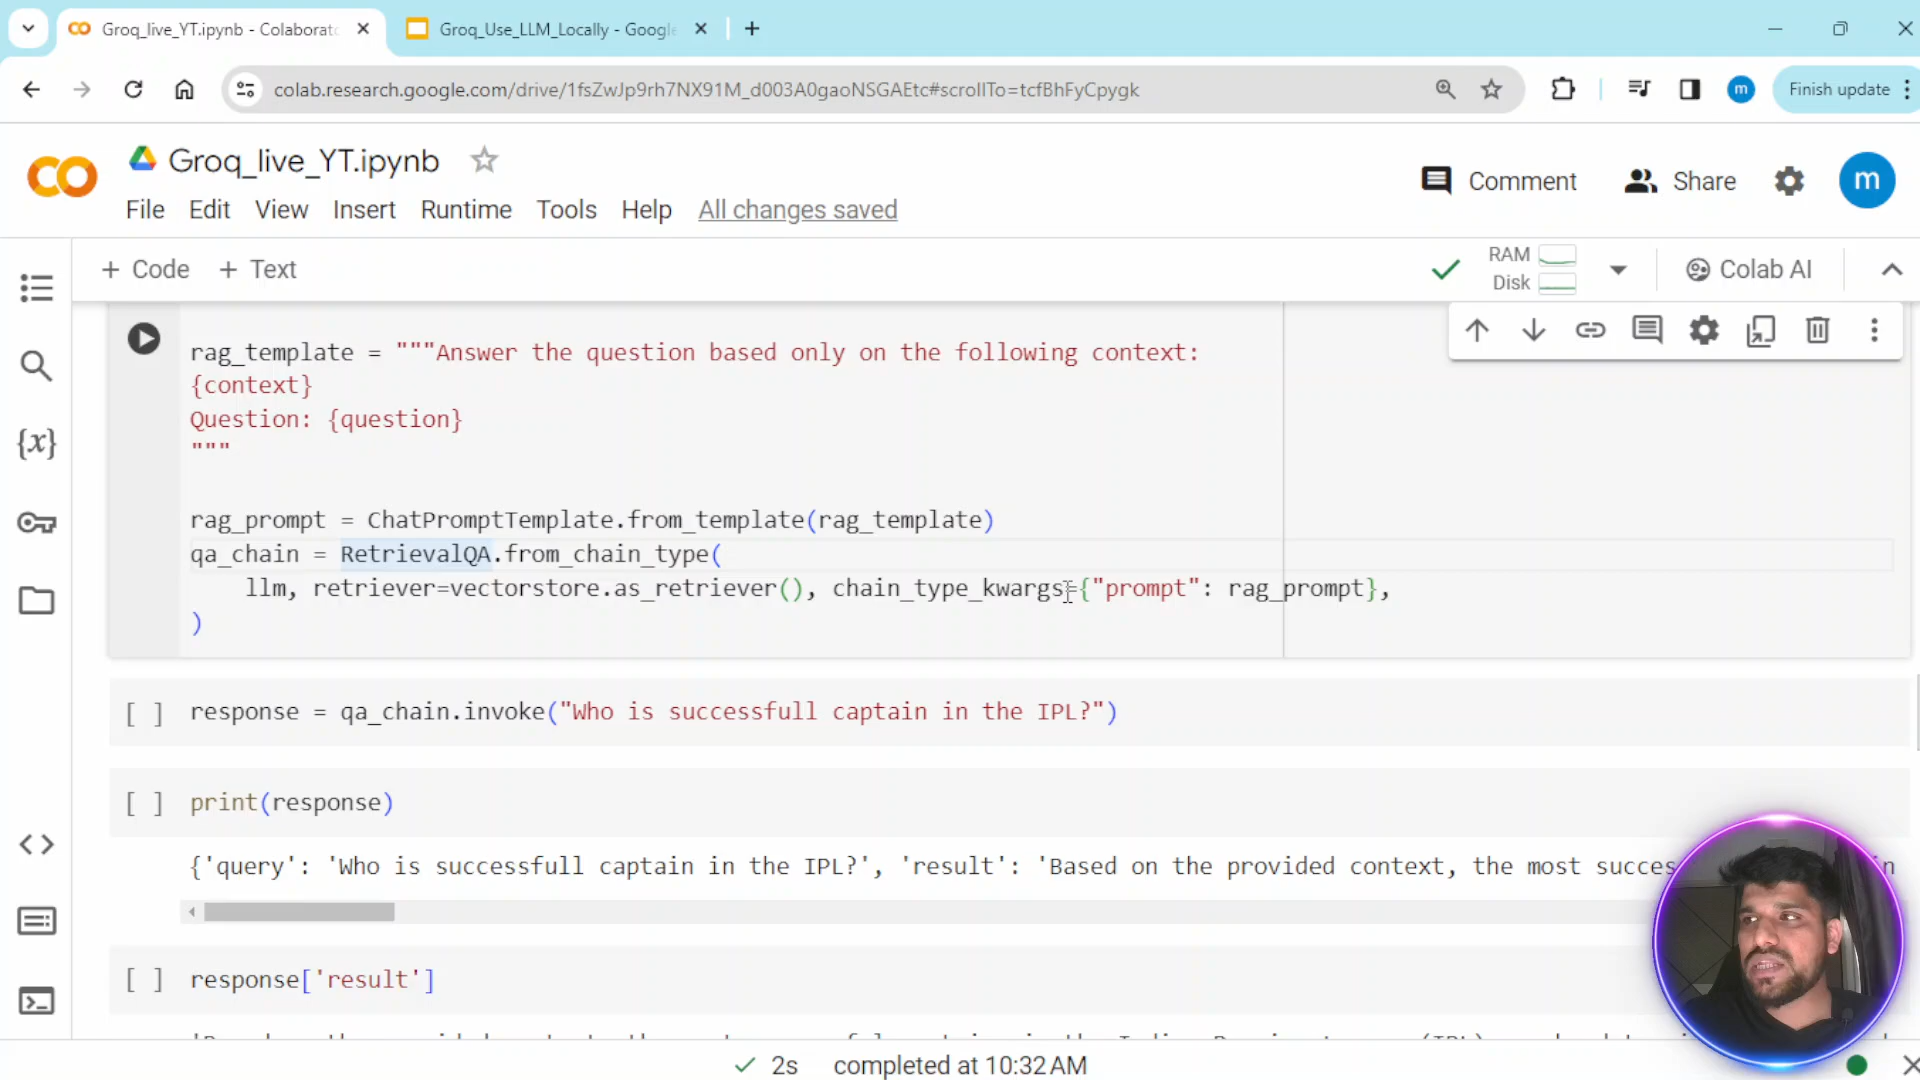 Groq_live_YT.ipynb - Colaborat
Groq_Use_LLM_Locally - Google
colab.research.google.com/drive/1fsZwJp9rh7NX91M_d003A0gaoNSGAEtc#scrollTo=tcfBhFyCpygk
m
Finish update
Groq_live_YT.ipynb
Comment
Share
m
File Edit View Insert Runtime Tools Help All changes saved
+ Code + Text
RAM
Disk
Colab AI
rag_template = """Answer the question based only on the following context:
{context}
Question: {question}
"""
rag_prompt = ChatPromptTemplate.from_template(rag_template)
qa_chain = RetrievalQA.from_chain_type(
llm, retriever=vectorstore.as_retriever(), chain_type_kwargs={"prompt": rag_prompt},
)
[ ] response = qa_chain.invoke("Who is successfull captain in the IPL?")
[ ] print(response)
{'query': 'Who is successfull captain in the IPL?', 'result': 'Based on the provided context, the most succes
[ ] response['result']
2s completed at 10:32 AM